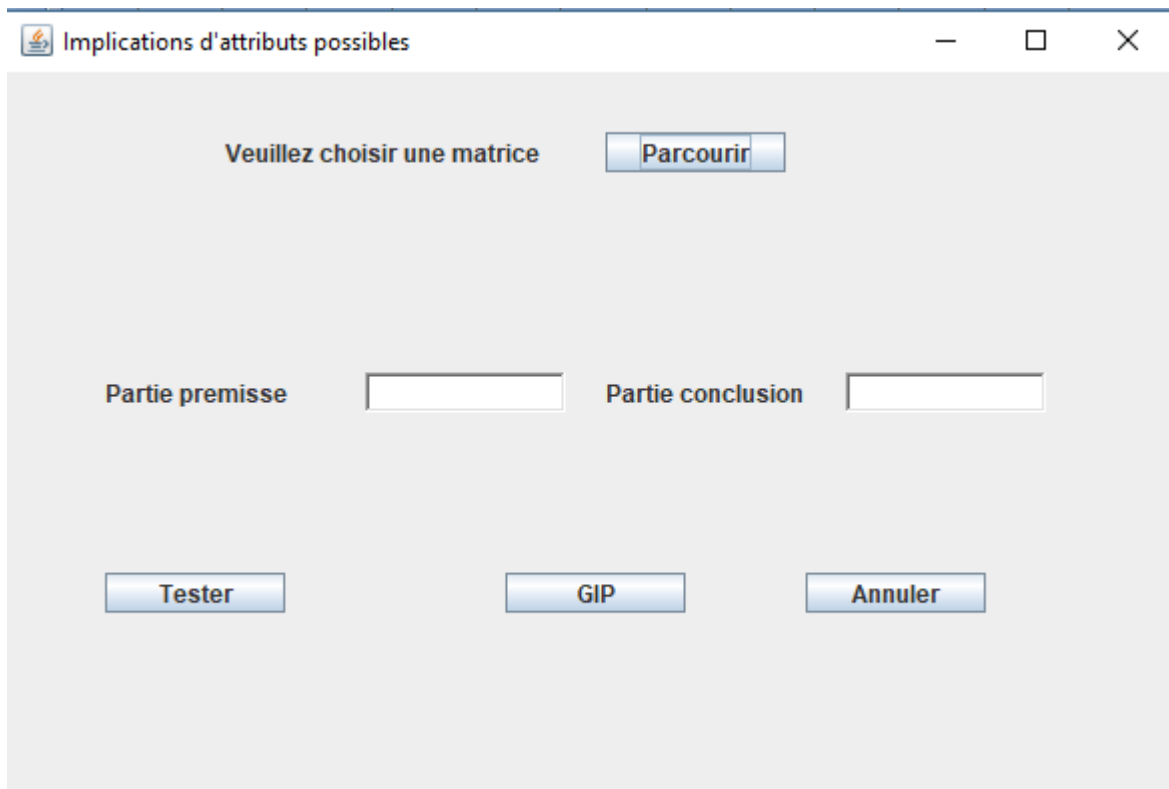 Implications d'attributs possibles
Veuillez choisir une matrice Parcourir
Partie premisse Partie conclusion
Tester GIP Annuler